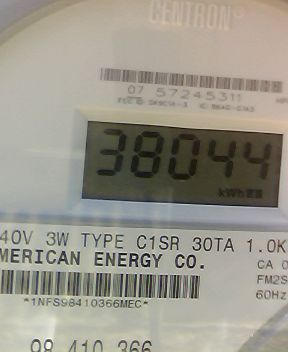 CENTRON®
07 57245311
38044
kWh
40V 3W TYPE C1SR 30TA 1.0K
MERICAN ENERGY CO.
CA 0
FM2S
60Hz
*1NFS98410366MEC*
98 410 366